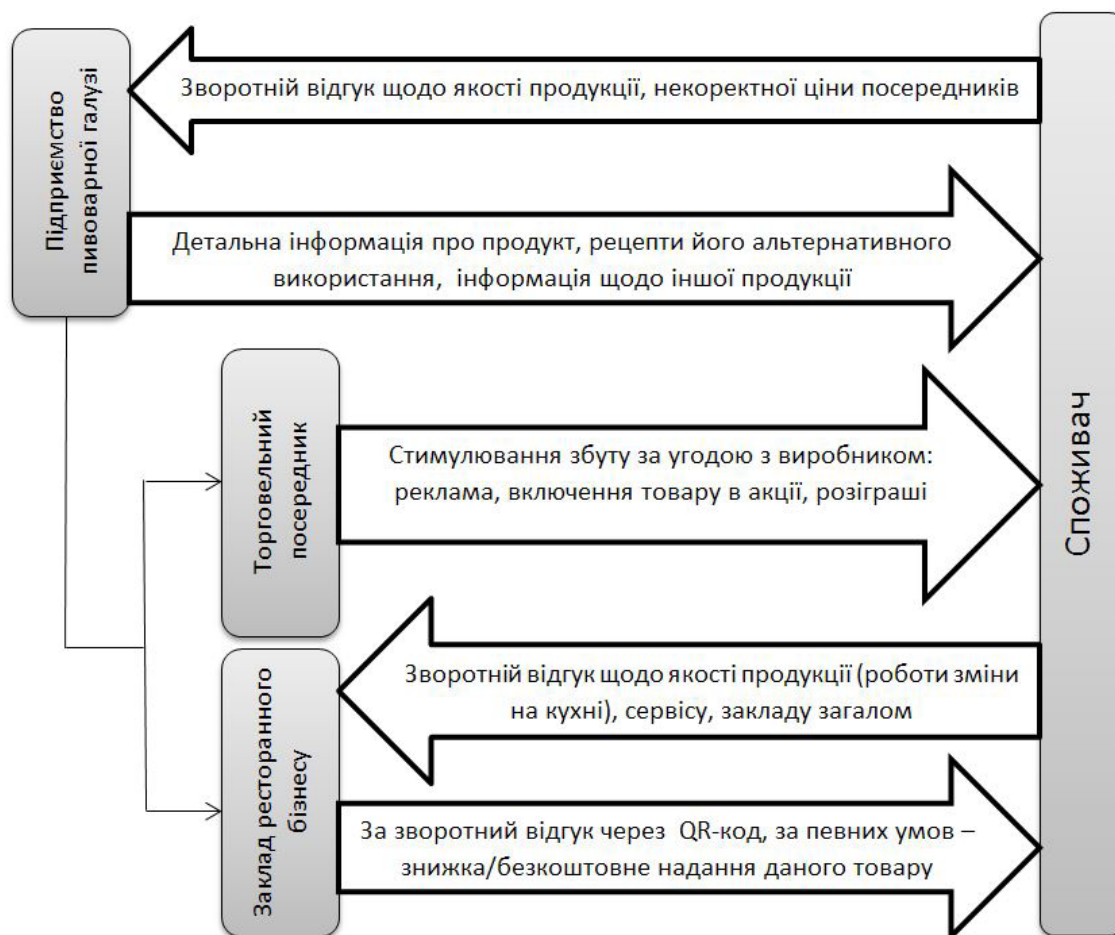 Підприємство
пивоварної галузі
Зворотній відгук щодо якості продукції, некоректної ціни посередників
Детальна інформація про продукт, рецепти його альтернативного
використання, інформація щодо іншої продукції
Торговельний
посередник
Стимулювання збуту за угодою з виробником:
реклама, включення товару в акції, розіграші
Заклад ресторанного
бізнесу
Зворотній відгук щодо якості продукції (роботи зміни
на кухні), сервісу, закладу загалом
За зворотний відгук через QR-код, за певних умов –
знижка/безкоштовне надання даного товару
Споживач